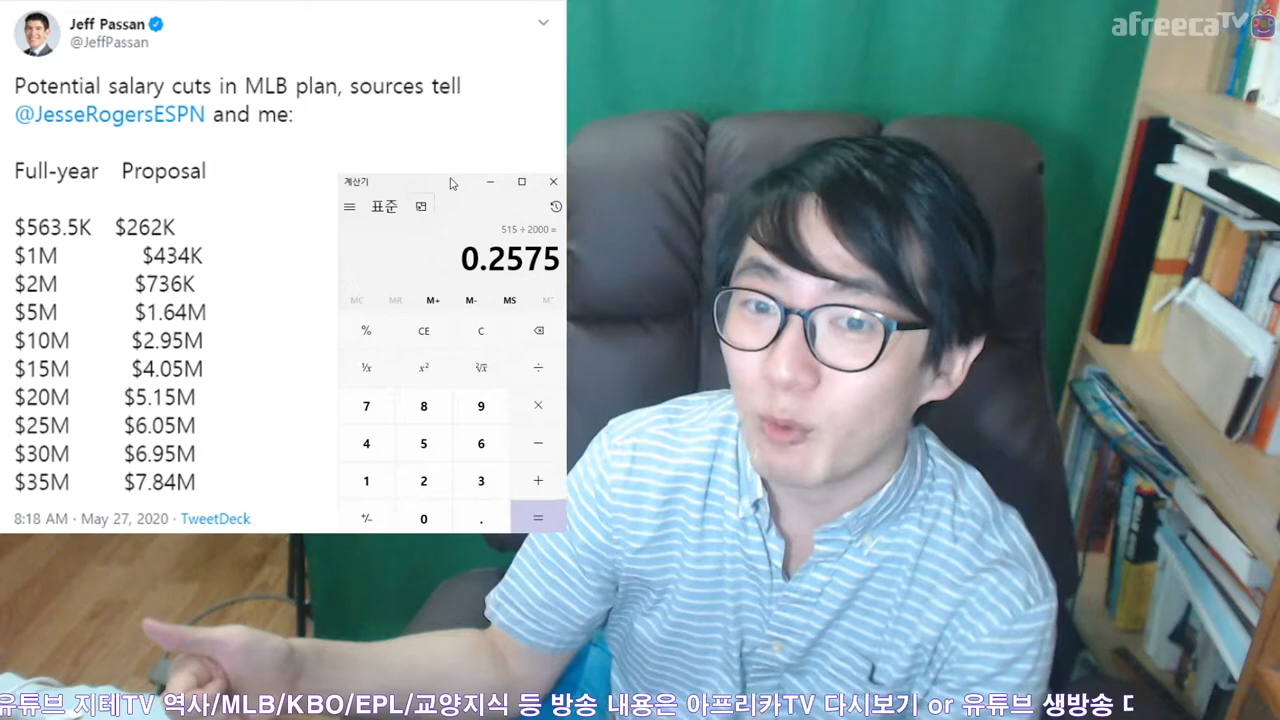 Jeff Passan
@JeffPassan
Potential salary cuts in MLB plan, sources tell
@JesseRogersESPN and me:
Full-year Proposal
$563.5K $262K
$1M $434K
$2M $736K
$5M $1.64M
$10M $2.95M
$15M $4.05M
$20M $5.15M
$25M $6.05M
$30M $6.95M
$35M $7.84M
8:18 AM · May 27, 2020 · TweetDeck
계산기
표준
515 ÷ 2000 =
0.2575
MC MR M+ M- MS M˅
% CE C
⅟x x² ²√x ÷
7 8 9 ×
4 5 6 −
1 2 3 +
+/- 0 . =
afreecaTV
유튜브 지테TV 역사/MLB/KBO/EPL/교양지식 등 방송 내용은 아프리카TV 다시보기 or 유튜브 생방송